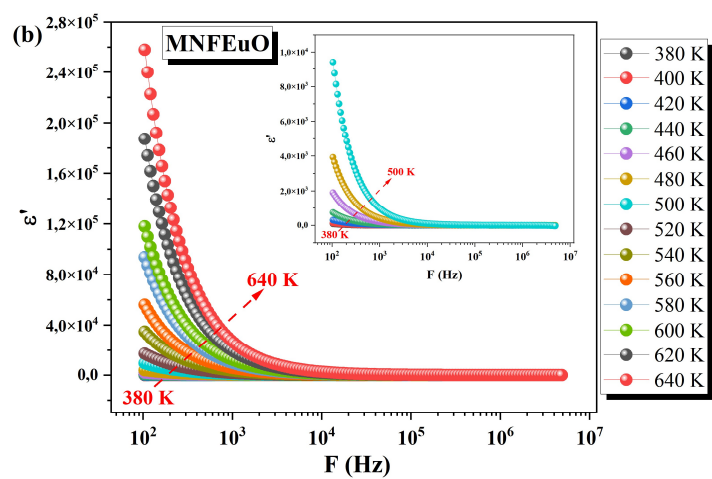 (b)
MNFEuO
2,8×10⁵
2,4×10⁵
2,0×10⁵
1,6×10⁵
1,2×10⁵
8,0×10⁴
4,0×10⁴
0,0
ε'
10²
10³
10⁴
10⁵
10⁶
10⁷
F (Hz)
380 K
640 K
1,0×10⁴
8,0×10³
6,0×10³
4,0×10³
2,0×10³
0,0
ε'
10²
10³
10⁴
10⁵
10⁶
10⁷
F (Hz)
380 K
500 K
380 K
400 K
420 K
440 K
460 K
480 K
500 K
520 K
540 K
560 K
580 K
600 K
620 K
640 K